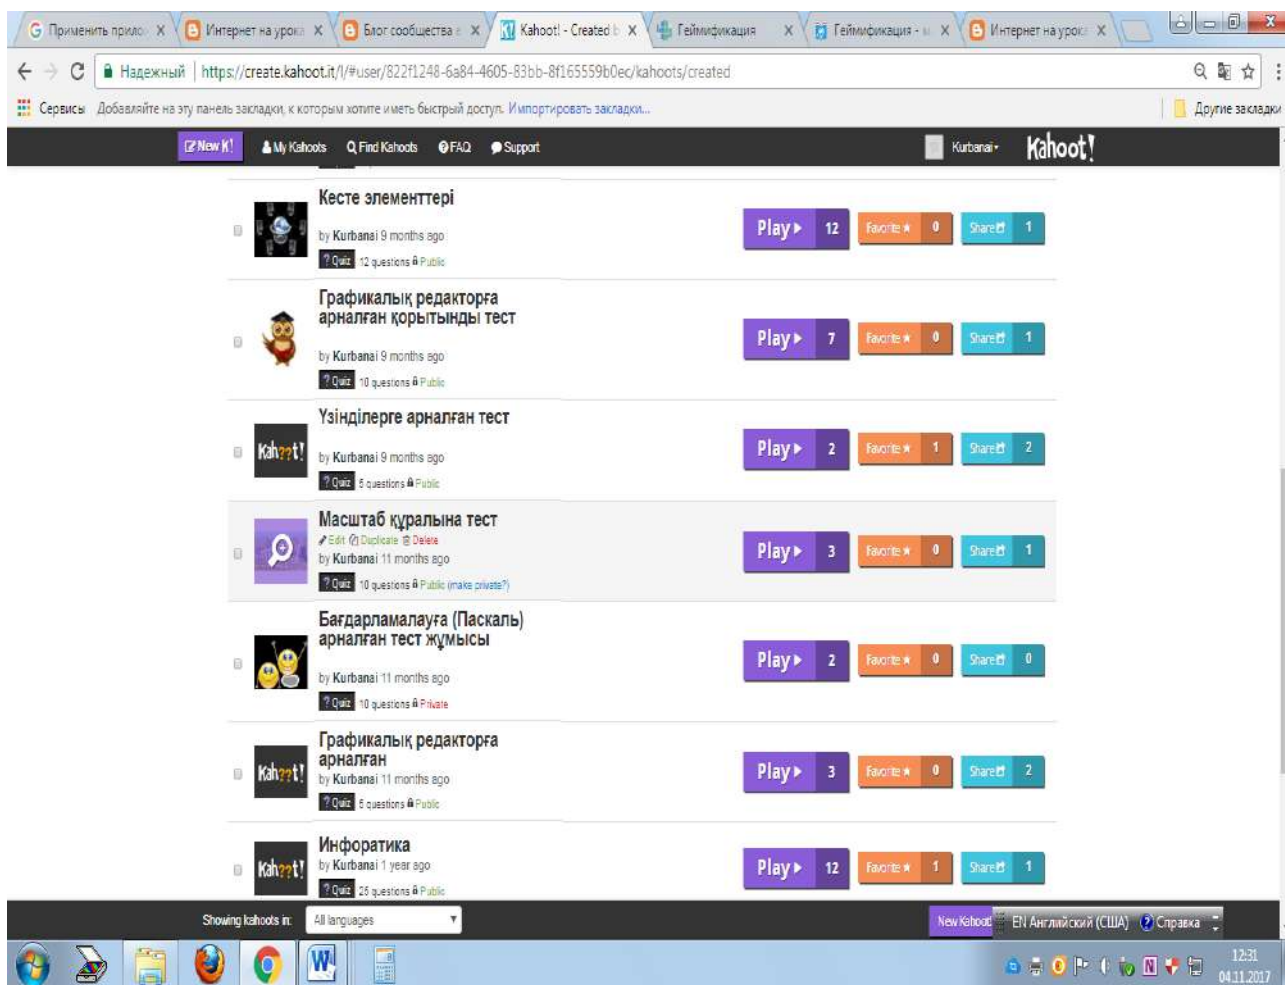 Применить прило
Интернет на урока
Блог сообщества
Kahoot! - Created b
Геймификация
Геймификация -
Интернет на урока
Надежный | https://create.kahoot.it/l/#user/822f1248-6a84-4605-83bb-8f165559b0ec/kahoots/created
Сервисы Добавляйте на эту панель закладки, к которым хотите иметь быстрый доступ. Импортировать закладки... Другие закладки
New K! My Kahoots Find Kahoots FAQ Support Kurbanai Kahoot!
Кесте элементтері
by Kurbanai 9 months ago
? Quiz 12 questions Public
Play 12 Favorite 0 Share 1
Графикалық редакторға
арналған қорытынды тест
by Kurbanai 9 months ago
? Quiz 10 questions Public
Play 7 Favorite 0 Share 1
Kah??t!
Үзінділерге арналған тест
by Kurbanai 9 months ago
? Quiz 5 questions Public
Play 2 Favorite 1 Share 2
Масштаб құралына тест
Edit Duplicate Delete
by Kurbanai 11 months ago
? Quiz 10 questions Public (make private?)
Play 3 Favorite 0 Share 1
Бағдарламалауға (Паскаль)
арналған тест жұмысы
by Kurbanai 11 months ago
? Quiz 10 questions Private
Play 2 Favorite 0 Share 0
Kah??t!
Графикалық редакторға
арналған
by Kurbanai 11 months ago
? Quiz 6 questions Public
Play 3 Favorite 0 Share 2
Kah??t!
Инфоратика
by Kurbanai 1 year ago
? Quiz 25 questions Public
Play 12 Favorite 1 Share 1
Showing kahoots in: All languages New Kahoot! EN Английский (США) Справка
12:31
04.11.2017